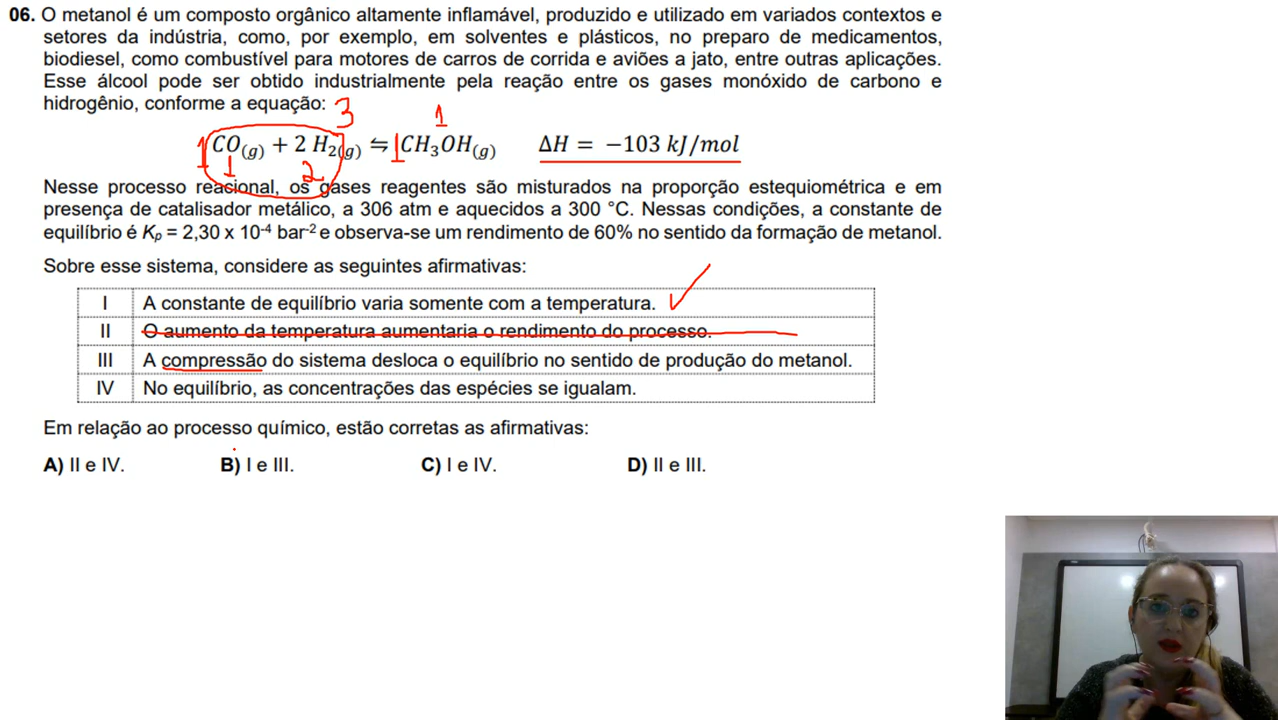 06. O metanol é um composto orgânico altamente inflamável, produzido e utilizado em variados contextos e
setores da indústria, como, por exemplo, em solventes e plásticos, no preparo de medicamentos,
biodiesel, como combustível para motores de carros de corrida e aviões a jato, entre outras aplicações.
Esse álcool pode ser obtido industrialmente pela reação entre os gases monóxido de carbono e
hidrogênio, conforme a equação:
3 1
1 CO(g) + 2 H2(g) ⇋ 1 CH3OH(g) ΔH = −103 kJ/mol
1 2
Nesse processo reacional, os gases reagentes são misturados na proporção estequiométrica e em
presença de catalisador metálico, a 306 atm e aquecidos a 300 °C. Nessas condições, a constante de
equilíbrio é Kp = 2,30 x 10-4 bar-2 e observa-se um rendimento de 60% no sentido da formação de metanol.
Sobre esse sistema, considere as seguintes afirmativas:
I A constante de equilíbrio varia somente com a temperatura.
II O aumento da temperatura aumentaria o rendimento do processo.
III A compressão do sistema desloca o equilíbrio no sentido de produção do metanol.
IV No equilíbrio, as concentrações das espécies se igualam.
Em relação ao processo químico, estão corretas as afirmativas:
A) II e IV. B) I e III. C) I e IV. D) II e III.